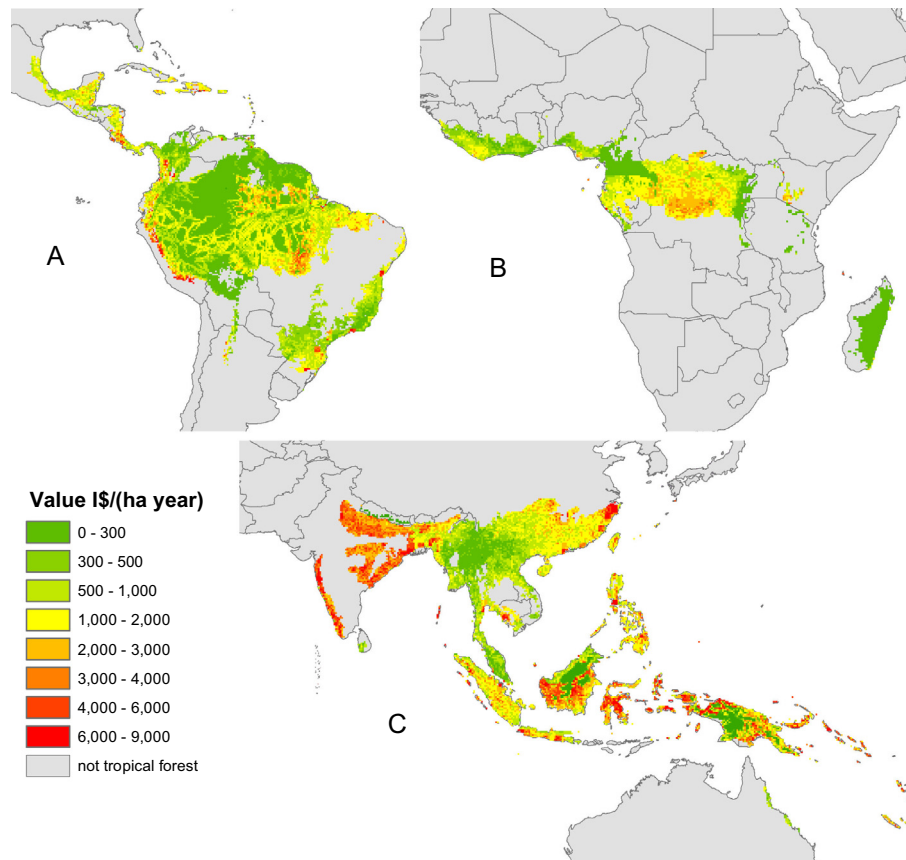 A
B
C
Value I$/(ha year)
0 - 300
300 - 500
500 - 1,000
1,000 - 2,000
2,000 - 3,000
3,000 - 4,000
4,000 - 6,000
6,000 - 9,000
not tropical forest